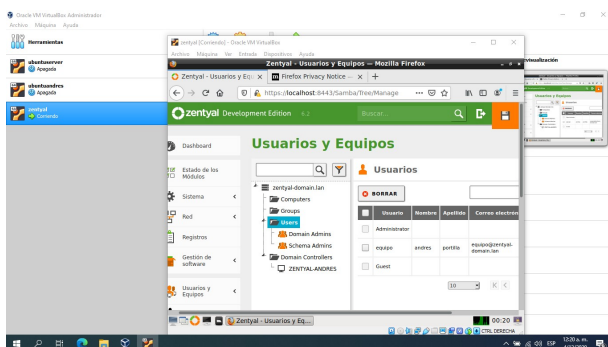 Oracle VM VirtualBox Administrador
Archivo Máquina Ayuda
Herramientas
abuntuserver
Apagada
abuntuandres
Apagada
zentyal
Corriendo
zentyal [Corriendo] - Oracle VM VirtualBox
Archivo Máquina Ver Entrada Dispositivos Ayuda
Zentyal - Usuarios y Equipos — Mozilla Firefox
Zentyal - Usuarios y Eq
Firefox Privacy Notice —
https://localhost:8443/Samba/Tree/Manage
zentyal Development Edition 6.2
Buscar...
Dashboard
Estado de los Módulos
Sistema
Red
Registros
Gestión de software
Usuarios y Equipos
Usuarios y Equipos
zentyal-domain.lan
Computers
Groups
Users
Domain Admins
Schema Admins
Domain Controllers
ZENTYAL-ANDRES
Usuarios
BORRAR
Usuario Nombre Apellido Correo electrón
Administrator
equipo andres portilla equipo@zentyal-domain.lan
Guest
10
Zentyal - Usuarios y Eq...
00:20
CTRL DERECHA
ESP
12:20 a. m.